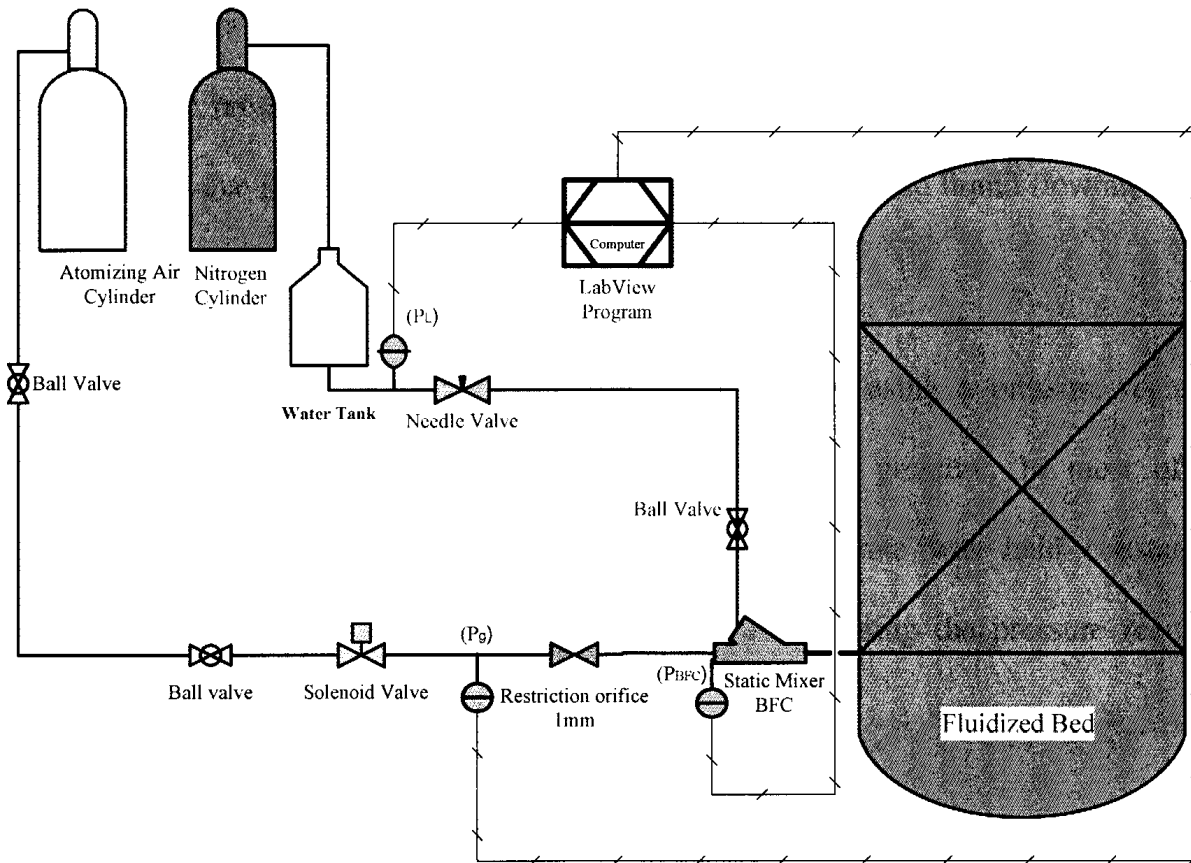 Atomizing Air
Cylinder
Nitrogen
Cylinder
Computer
LabView
Program
(PL)
Ball Valve
Water Tank
Needle Valve
Ball Valve
(Pg)
(PBFC)
Ball valve
Solenoid Valve
Restriction orifice
1mm
Static Mixer
BFC
Fluidized Bed